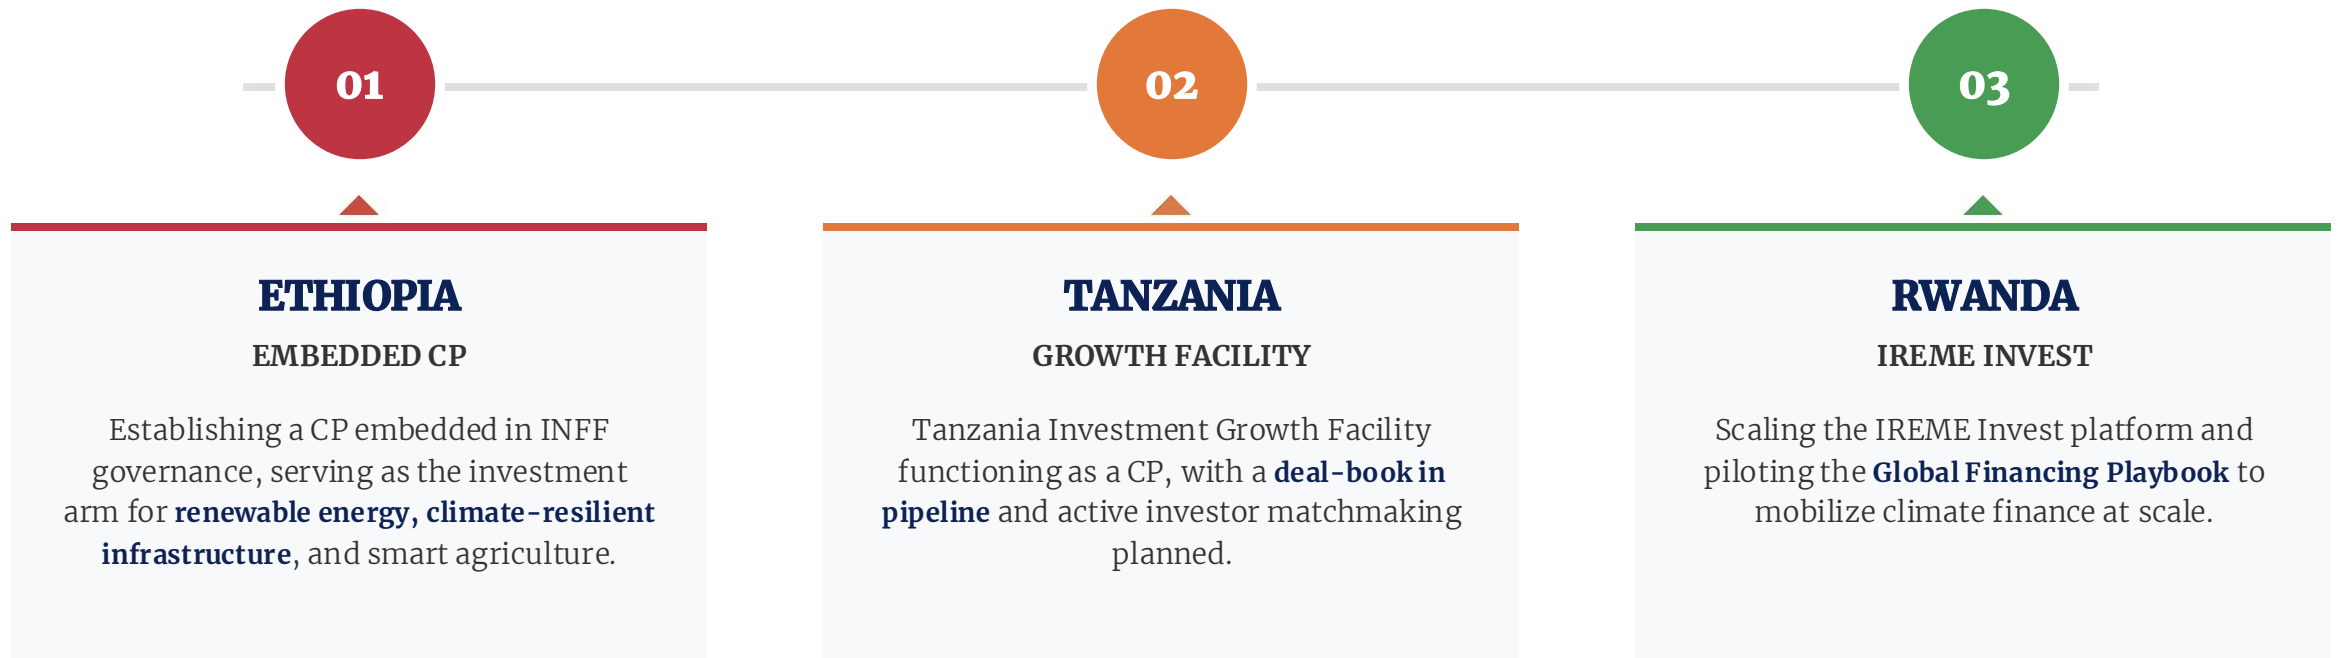 01
02
03
ETHIOPIA
EMBEDDED CP
Establishing a CP embedded in INFF
governance, serving as the investment
arm for renewable energy, climate-resilient
infrastructure, and smart agriculture.
TANZANIA
GROWTH FACILITY
Tanzania Investment Growth Facility
functioning as a CP, with a deal-book in
pipeline and active investor matchmaking
planned.
RWANDA
IREME INVEST
Scaling the IREME Invest platform and
piloting the Global Financing Playbook to
mobilize climate finance at scale.